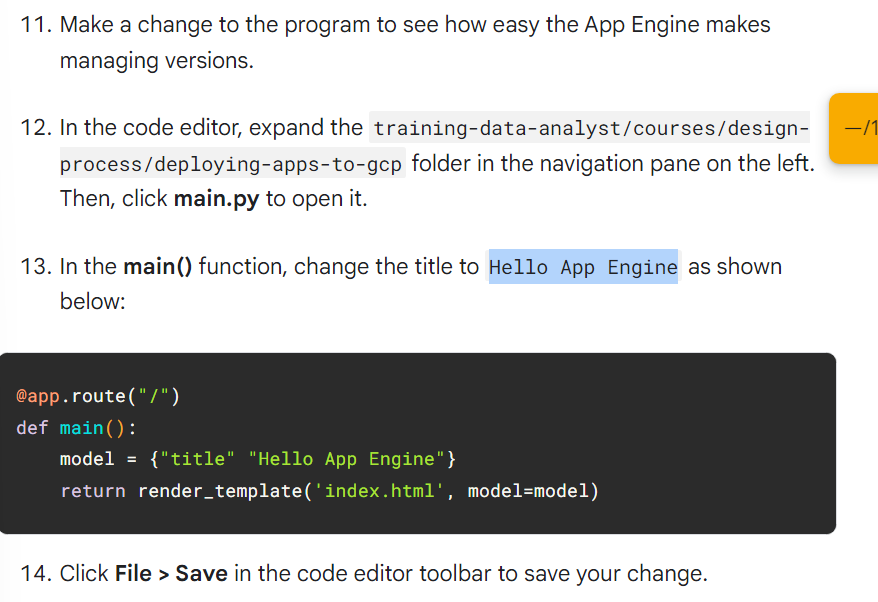 11. Make a change to the program to see how easy the App Engine makes
managing versions.
12. In the code editor, expand the training-data-analyst/courses/design-
process/deploying-apps-to-gcp folder in the navigation pane on the left.
Then, click main.py to open it.
—/1
13. In the main() function, change the title to Hello App Engine as shown
below:
@app.route("/")
def main():
    model = {"title" "Hello App Engine"}
    return render_template('index.html', model=model)
14. Click File > Save in the code editor toolbar to save your change.